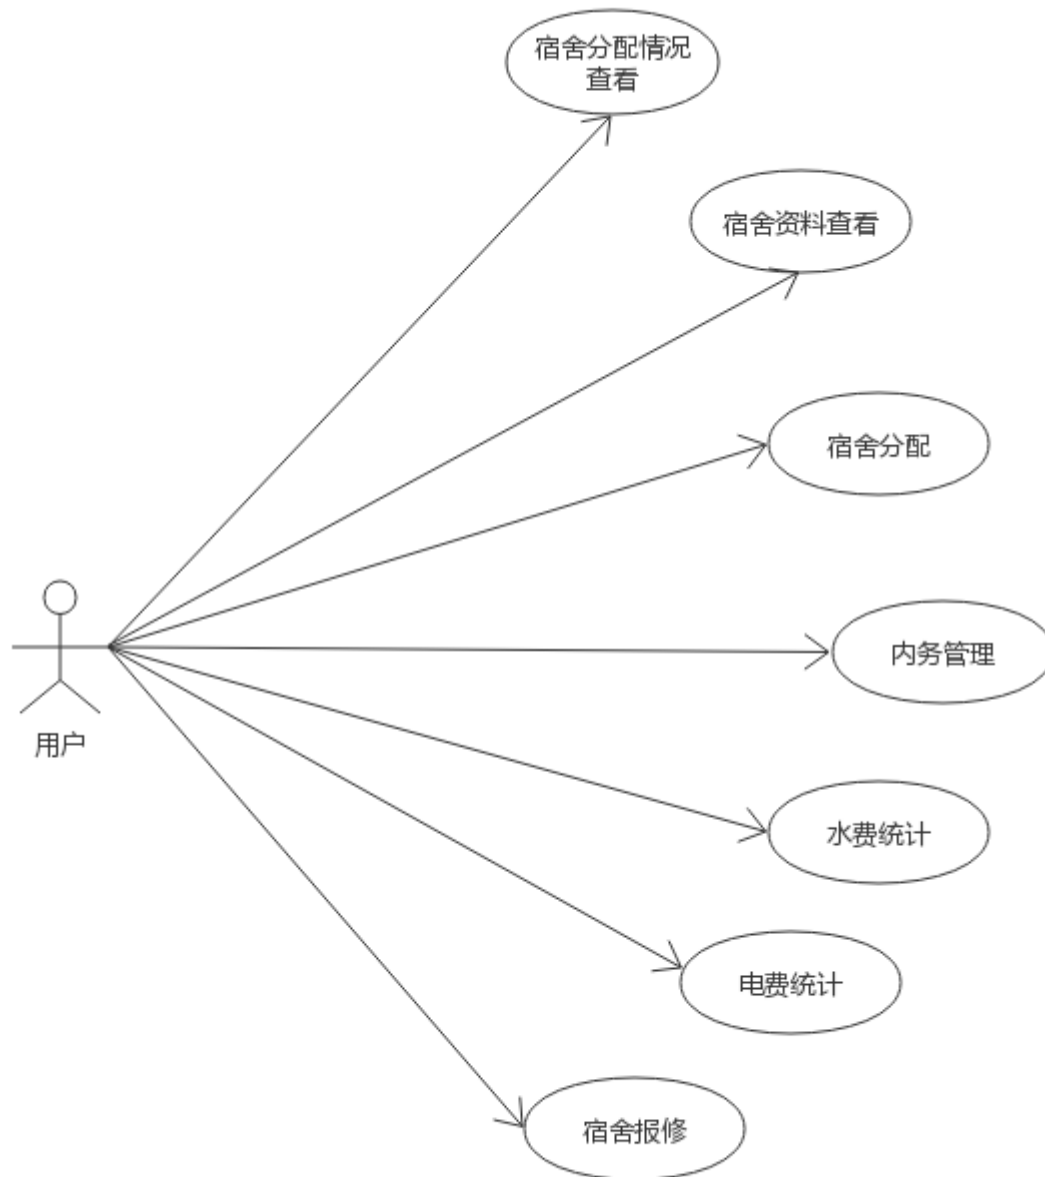 宿舍分配情况
查看
宿舍资料查看
宿舍分配
内务管理
用户
水费统计
电费统计
宿舍报修